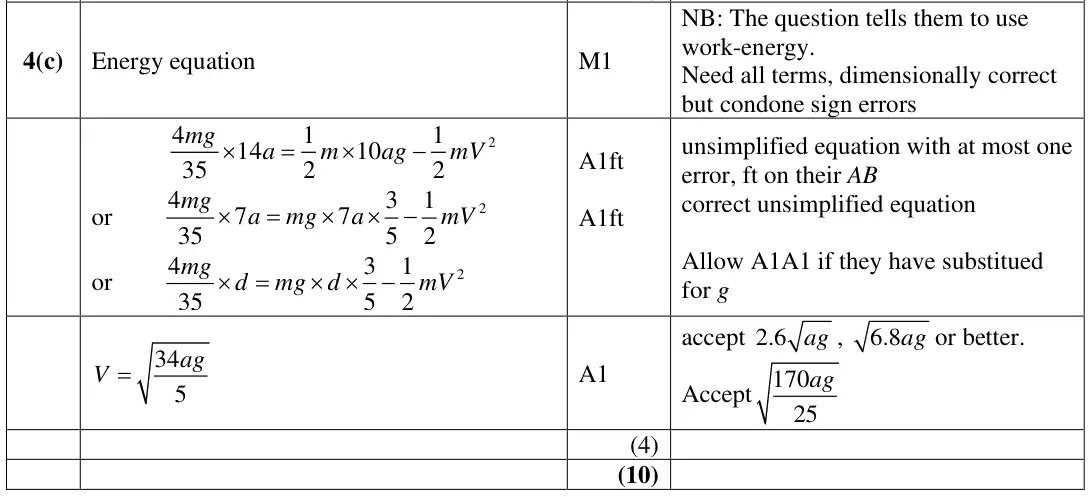 4(c) Energy equation M1 NB: The question tells them to use
work-energy.
Need all terms, dimensionally correct
but condone sign errors
4mg/35 × 14a = 1/2 m × 10ag − 1/2 mV² A1ft unsimplified equation with at most one
error, ft on their AB
or 4mg/35 × 7a = mg × 7a × 3/5 − 1/2 mV² A1ft correct unsimplified equation
or 4mg/35 × d = mg × d × 3/5 − 1/2 mV² Allow A1A1 if they have substitued
for g
V = √(34ag/5) A1 accept 2.6√ag , √6.8ag or better.
Accept √(170ag/25)
(4)
(10)